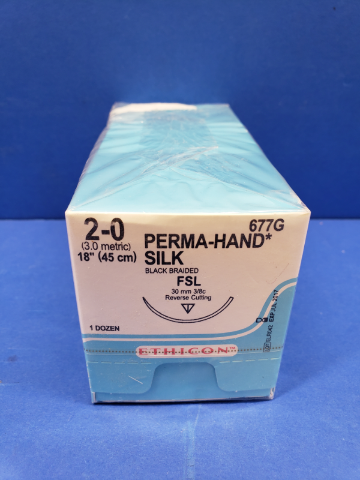 677G
2-0
(3.0 metric)
18" (45 cm)
PERMA-HAND*
SILK
BLACK BRAIDED
FSL
30 mm 3/8c
Reverse Cutting
1 DOZEN
ETHICON